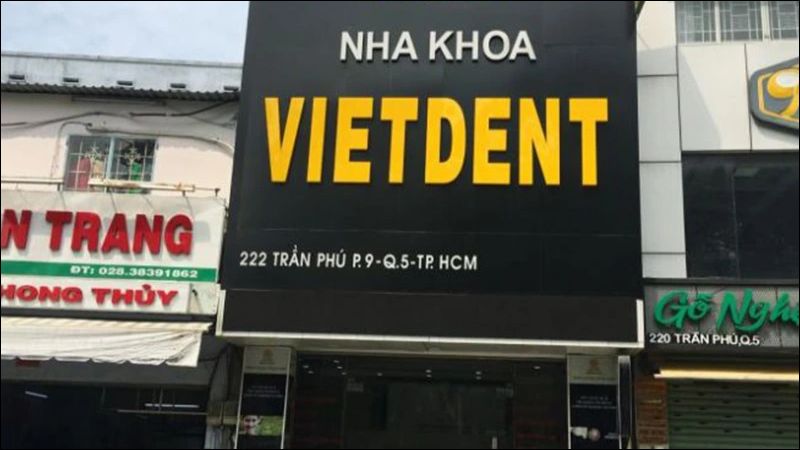 NHA KHOA
VIETDENT
222 TRẦN PHÚ P.9-Q.5-TP. HCM
N TRANG
ĐT: 028.38391862
HONG THỦY
Gỗ Ngh
220 TRẦN PHÚ,Q.5